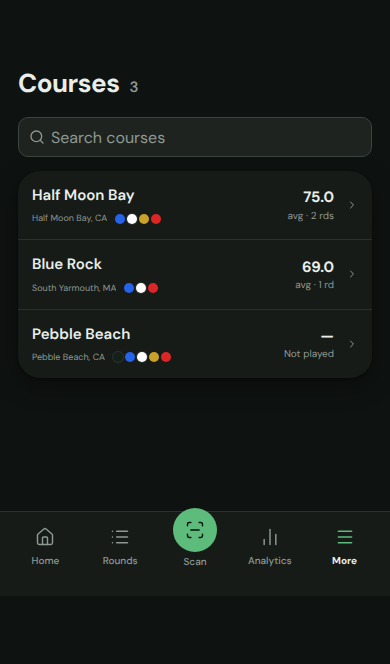 Courses 3
Search courses
Half Moon Bay
75.0
Half Moon Bay, CA
avg · 2 rds
Blue Rock
69.0
South Yarmouth, MA
avg · 1 rd
Pebble Beach
—
Pebble Beach, CA
Not played
Home
Rounds
Scan
Analytics
More